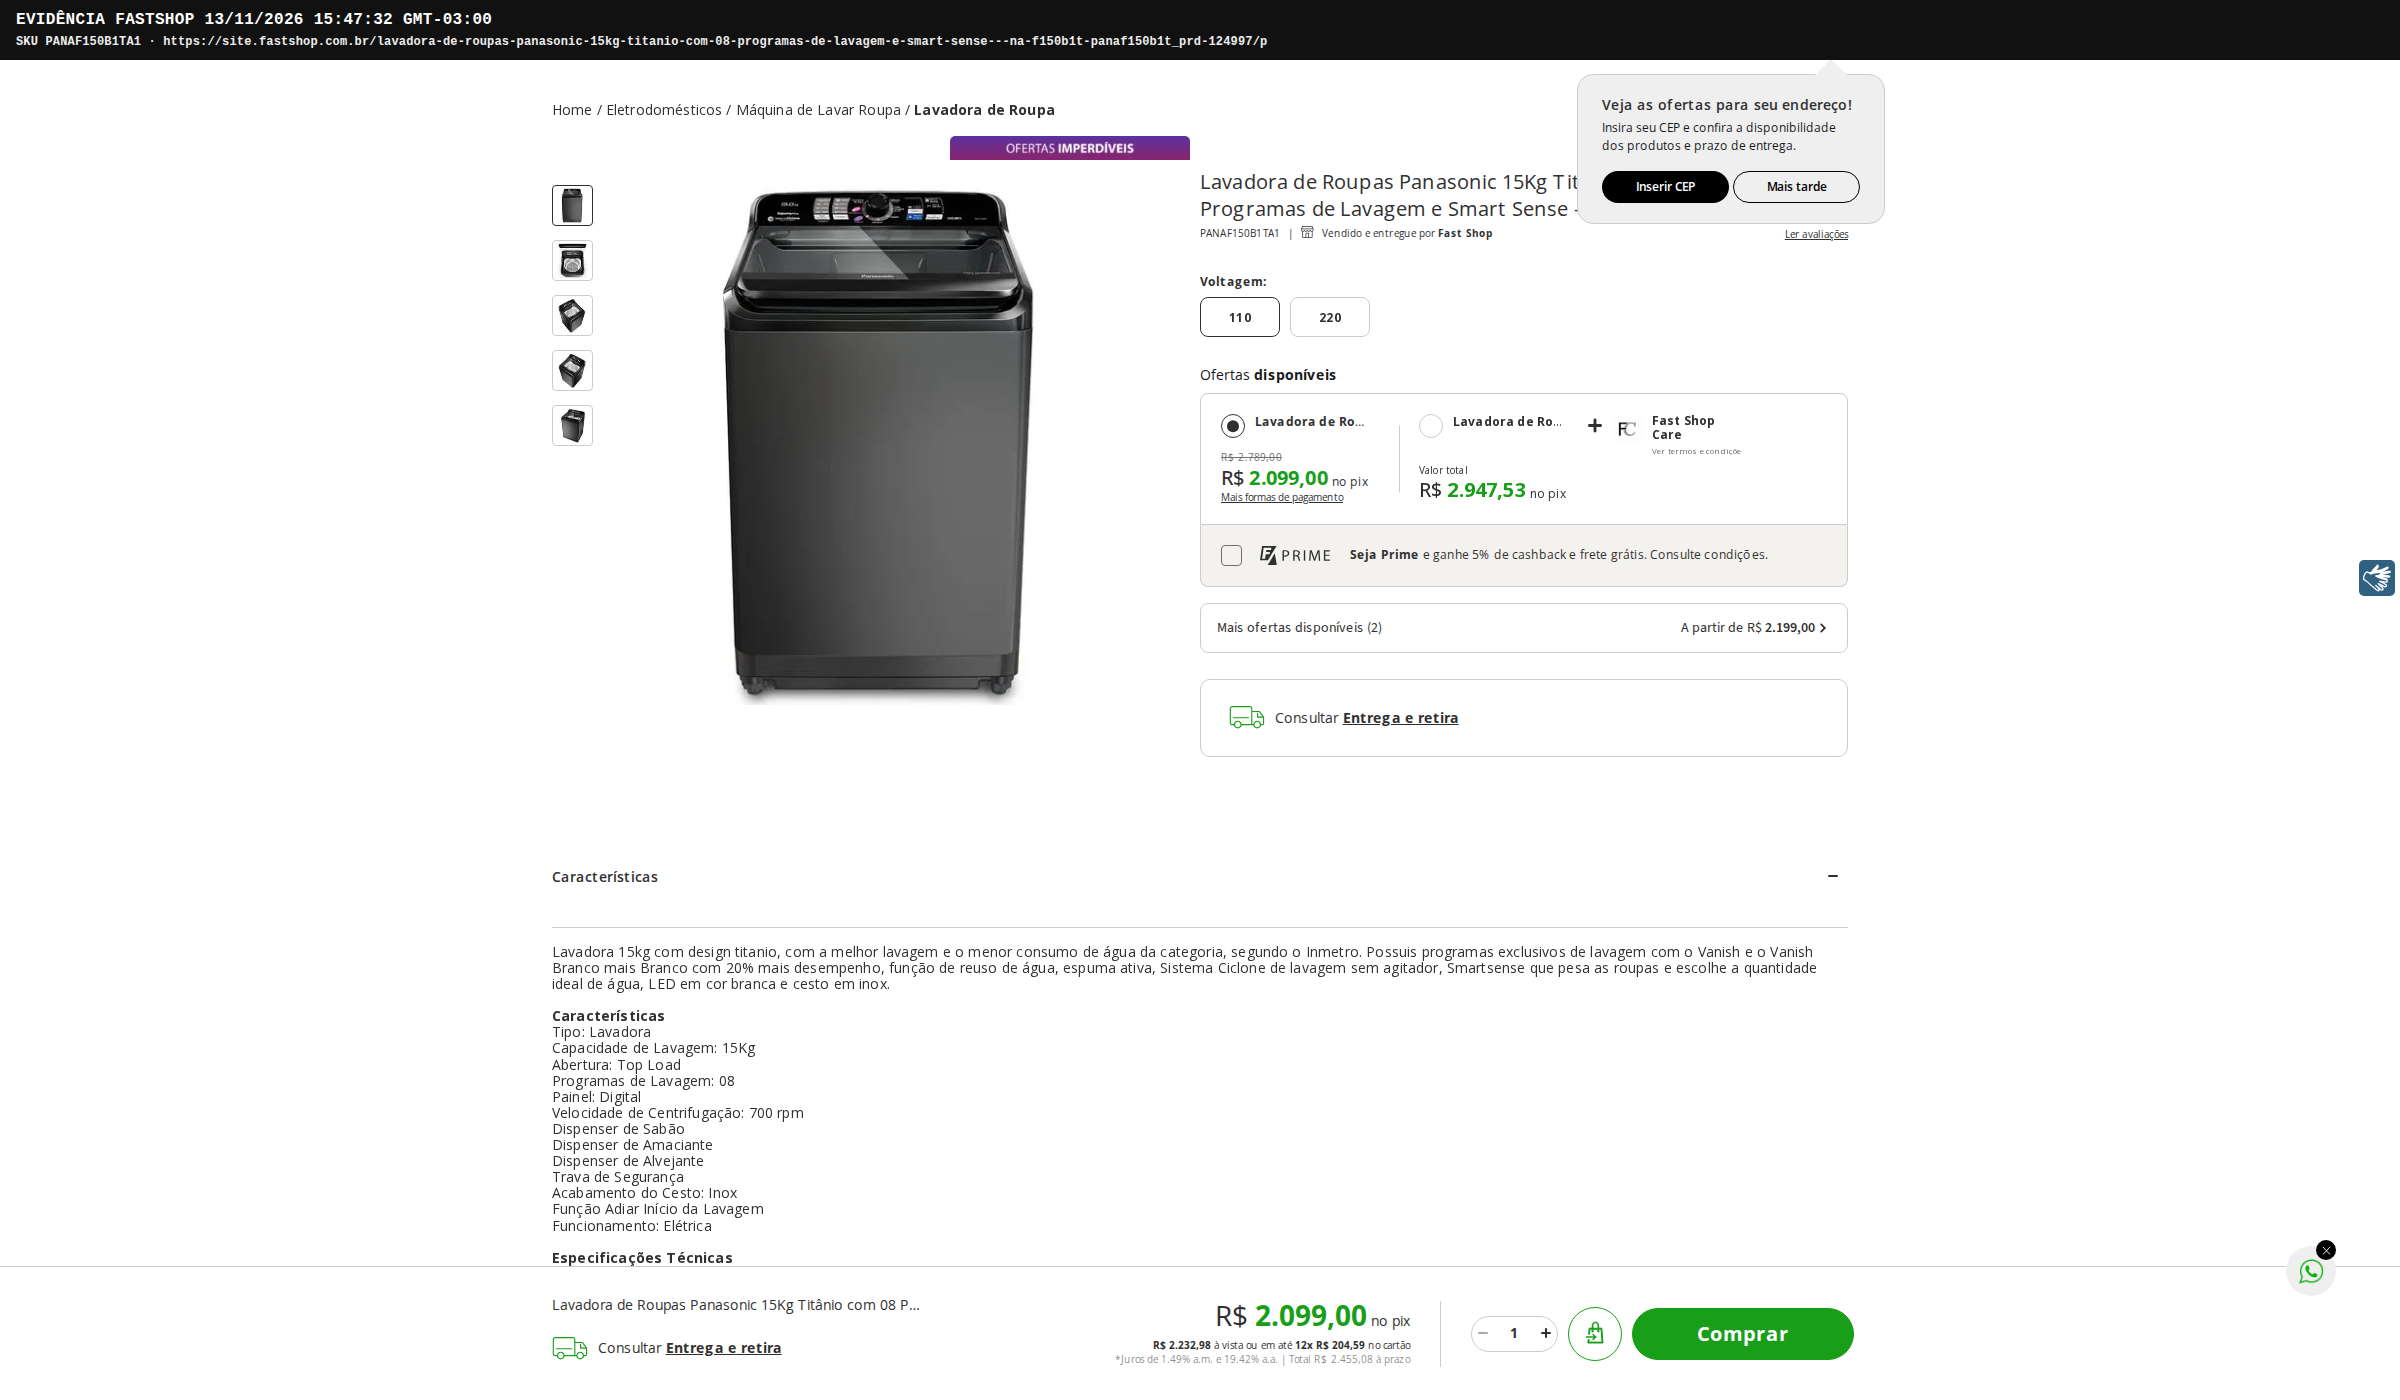 EVIDÊNCIA FASTSHOP 13/11/2026 15:47:32 GMT-03:00
SKU PANAF150B1TA1 · https://site.fastshop.com.br/lavadora-de-roupas-panasonic-15kg-titanio-com-08-programas-de-lavagem-e-smart-sense---na-f150b1t-panaf150b1t_prd-124997/p
Home / Eletrodomésticos / Máquina de Lavar Roupa / Lavadora de Roupa
Veja as ofertas para seu endereço!
Insira seu CEP e confira a disponibilidade
dos produtos e prazo de entrega.
Inserir CEP
Mais tarde
OFERTAS IMPERDÍVEIS
Lavadora de Roupas Panasonic 15Kg Tit
Programas de Lavagem e Smart Sense -
PANAF150B1TA1 | Vendido e entregue por Fast Shop
Ler avaliações
Panasonic
Voltagem:
110
220
Ofertas disponíveis
Lavadora de Ro...
R$ 2.789,00
R$ 2.099,00 no pix
Mais formas de pagamento
Lavadora de Ro...
+
FC
Fast Shop
Care
Ver termos e condiçõe
Valor total
R$ 2.947,53 no pix
PRIME
Seja Prime e ganhe 5% de cashback e frete grátis. Consulte condições.
Mais ofertas disponíveis (2)
A partir de R$ 2.199,00
Consultar Entrega e retira
Características
Lavadora 15kg com design titanio, com a melhor lavagem e o menor consumo de água da categoria, segundo o Inmetro. Possuis programas exclusivos de lavagem com o Vanish e o Vanish
Branco mais Branco com 20% mais desempenho, função de reuso de água, espuma ativa, Sistema Ciclone de lavagem sem agitador, Smartsense que pesa as roupas e escolhe a quantidade
ideal de água, LED em cor branca e cesto em inox.
Características
Tipo: Lavadora
Capacidade de Lavagem: 15Kg
Abertura: Top Load
Programas de Lavagem: 08
Painel: Digital
Velocidade de Centrifugação: 700 rpm
Dispenser de Sabão
Dispenser de Amaciante
Dispenser de Alvejante
Trava de Segurança
Acabamento do Cesto: Inox
Função Adiar Início da Lavagem
Funcionamento: Elétrica
Especificações Técnicas
Lavadora de Roupas Panasonic 15Kg Titânio com 08 P...
Consultar Entrega e retira
R$ 2.099,00 no pix
R$ 2.232,98 à vista ou em até 12x R$ 204,59 no cartão
*Juros de 1.49% a.m. e 19.42% a.a. | Total R$ 2.455,08 à prazo
− 1 +
Comprar